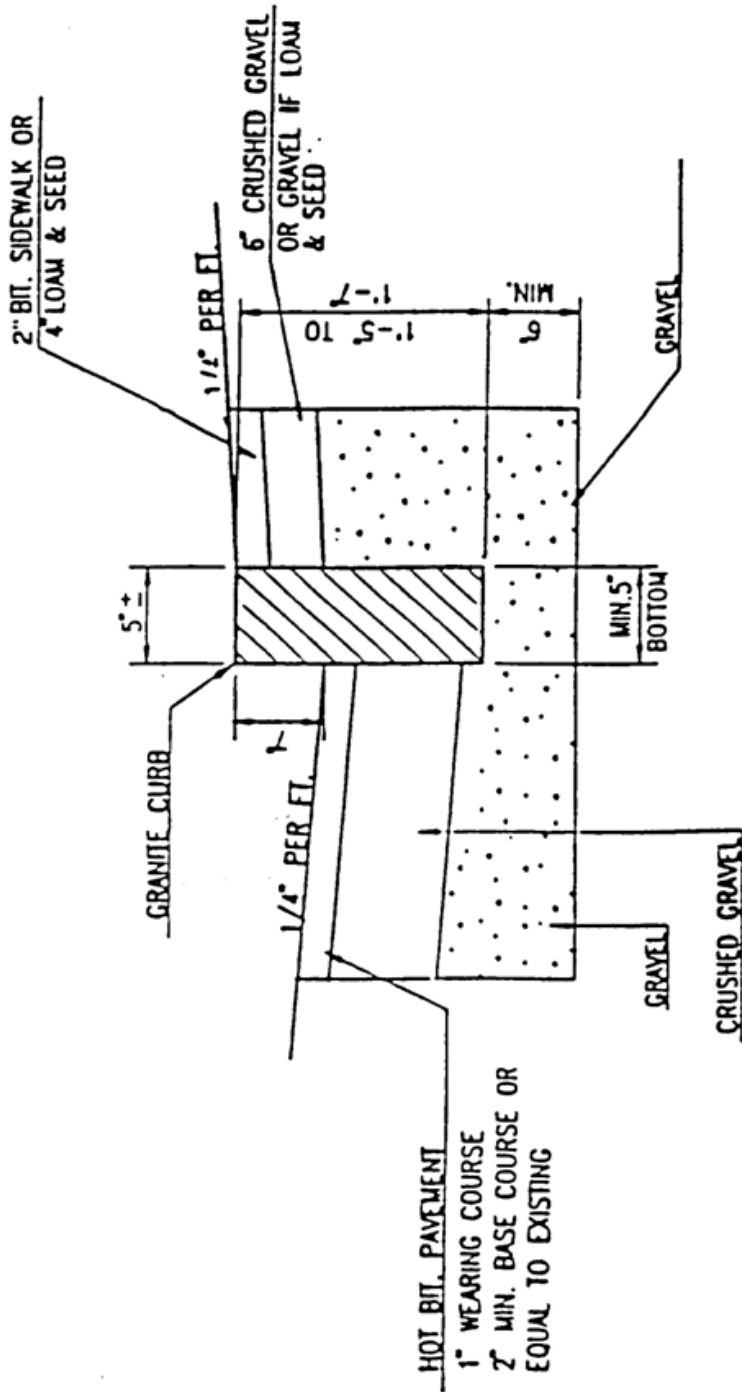 2" BIT. SIDEWALK OR
4" LOAM & SEED
1/4" PER FT.
6" CRUSHED GRAVEL
OR GRAVEL IF LOAM
& SEED
5" ±
GRANITE CURB
7"
1/4" PER FT.
1'-5" TO
1'-7"
6"
MIN.
MIN. 5"
BOTTOM
GRAVEL
HOT BIT. PAVEMENT
1" WEARING COURSE
2" MIN. BASE COURSE OR
EQUAL TO EXISTING
GRAVEL
CRUSHED GRAVEL